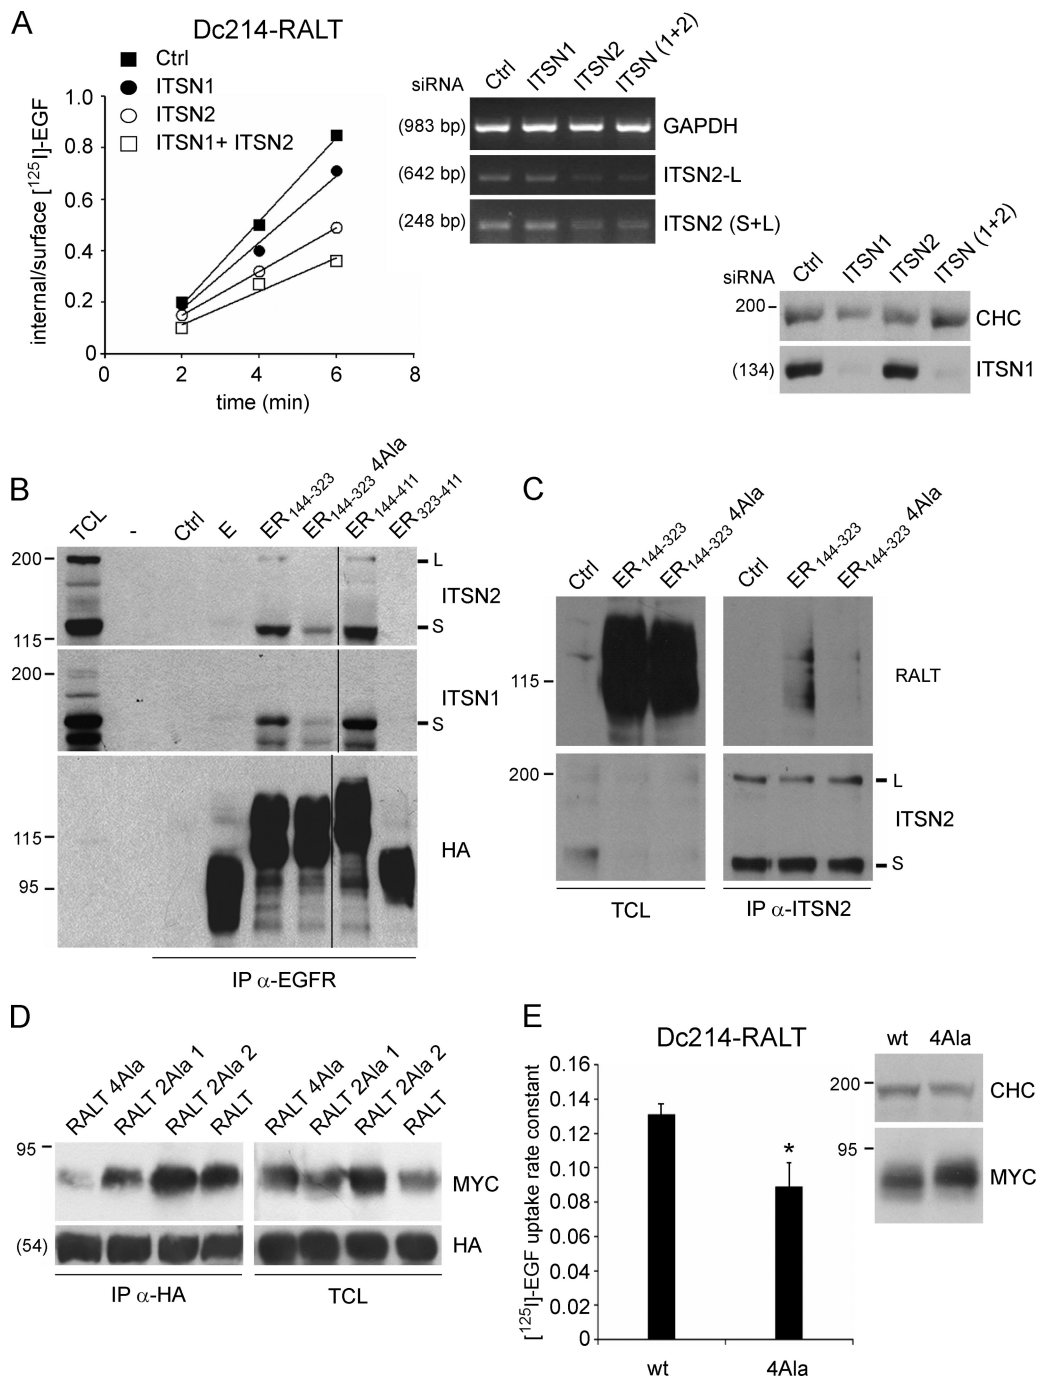 A
Dc214-RALT
Ctrl
ITSN1
ITSN2
ITSN1+ ITSN2
internal/surface [125I]-EGF
1.0
0.8
0.6
0.4
0.2
0
0
2
4
6
8
time (min)
siRNA
Ctrl
ITSN1
ITSN2
ITSN (1+2)
(983 bp)
GAPDH
(642 bp)
ITSN2-L
(248 bp)
ITSN2 (S+L)
siRNA
Ctrl
ITSN1
ITSN2
ITSN (1+2)
200
CHC
(134)
ITSN1
B
TCL
-
Ctrl
E
ER144-323
ER144-323 4Ala
ER144-411
ER323-411
200
L
ITSN2
S
115
200
ITSN1
S
115
HA
95
IP α-EGFR
C
Ctrl
ER144-323
ER144-323 4Ala
Ctrl
ER144-323
ER144-323 4Ala
115
RALT
200
L
ITSN2
S
TCL
IP α-ITSN2
D
RALT 4Ala
RALT 2Ala 1
RALT 2Ala 2
RALT
RALT 4Ala
RALT 2Ala 1
RALT 2Ala 2
RALT
95
MYC
(54)
HA
IP α-HA
TCL
E
Dc214-RALT
[125I]-EGF uptake rate constant
0.16
0.14
0.12
0.10
0.08
0.06
0.04
0.02
0
*
wt
4Ala
wt
4Ala
200
CHC
95
MYC